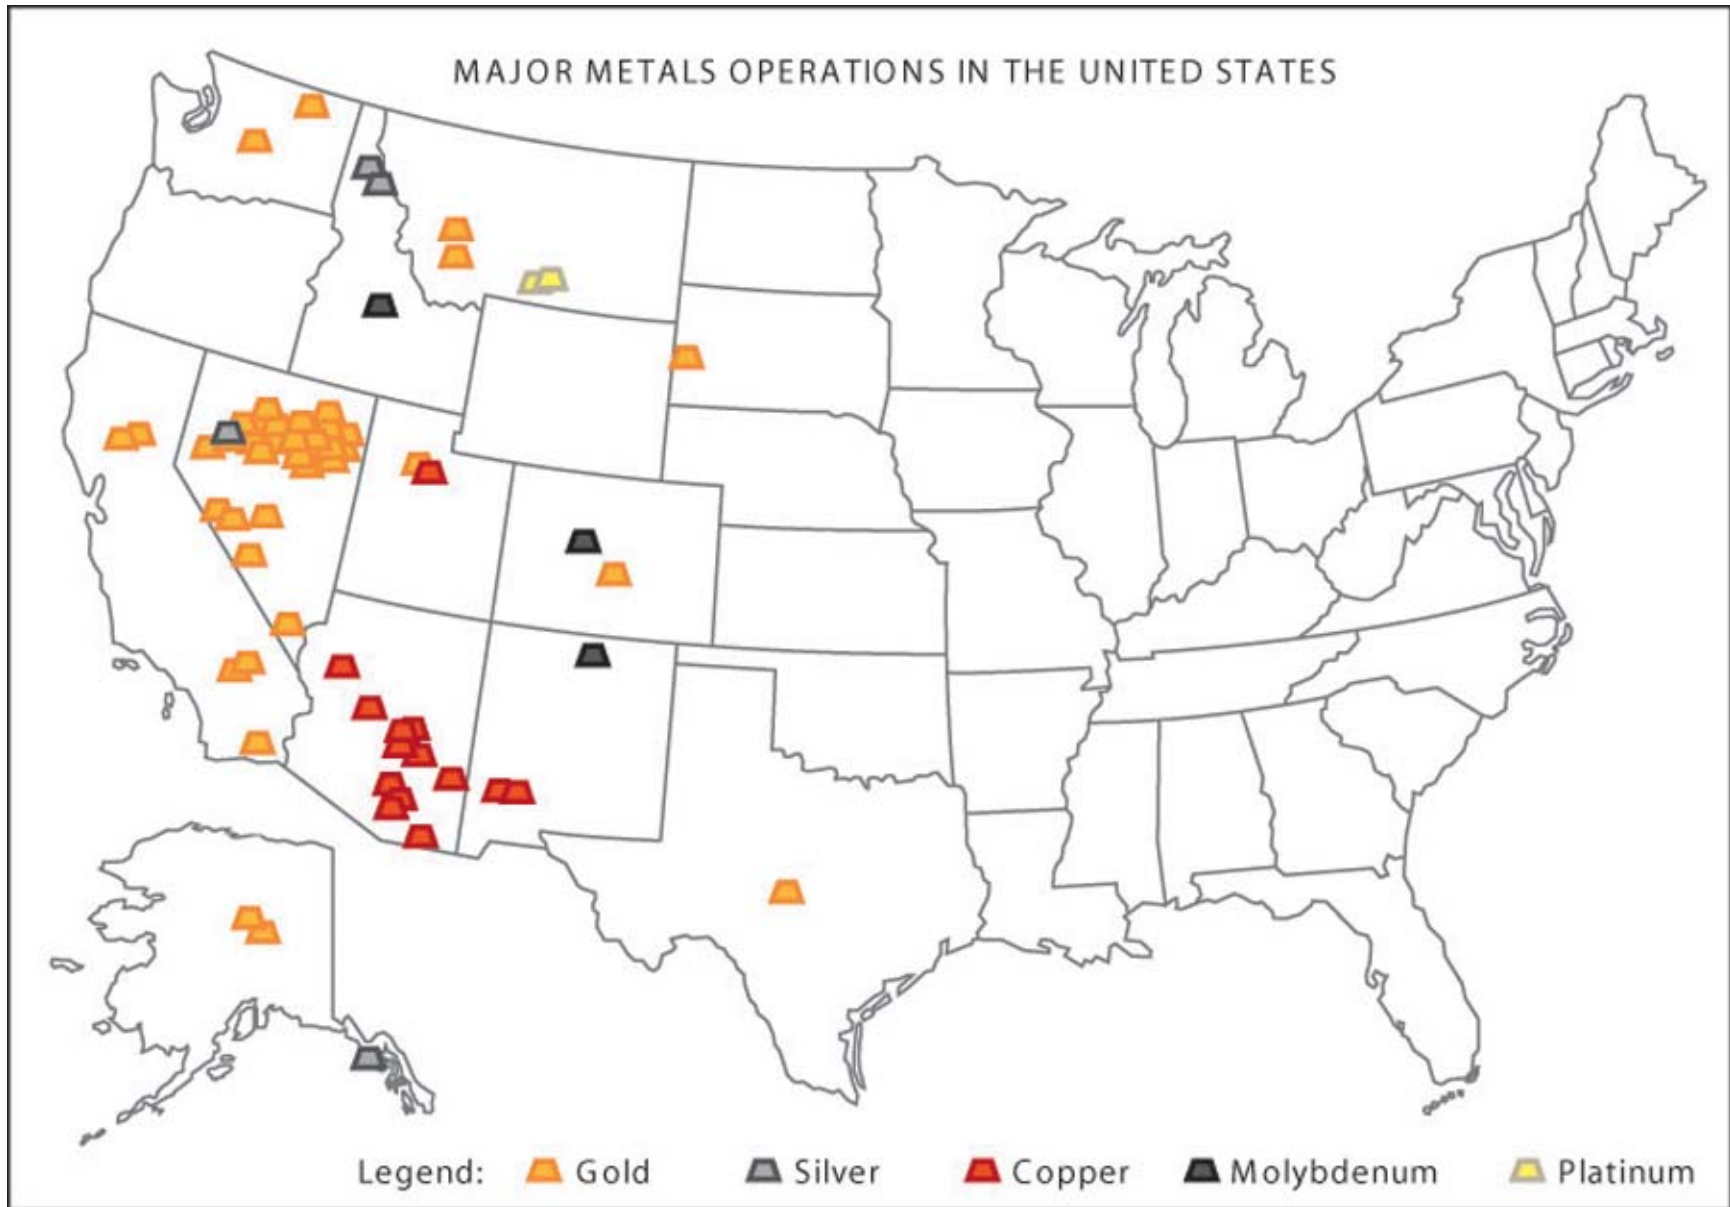 MAJOR METALS OPERATIONS IN THE UNITED STATES
Legend: Gold Silver Copper Molybdenum Platinum